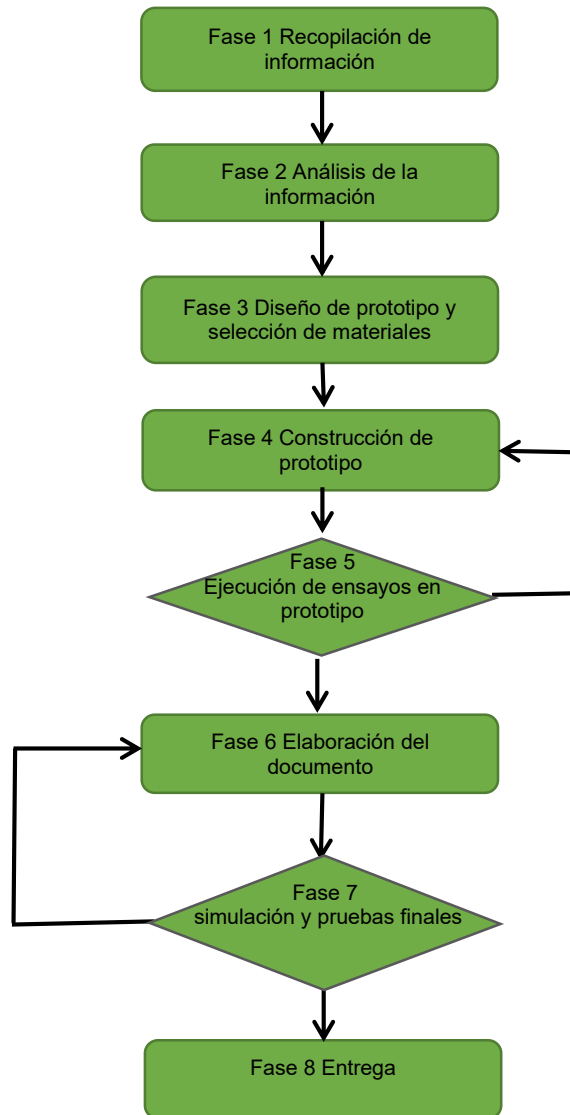 Fase 1 Recopilación de
información
Fase 2 Análisis de la
información
Fase 3 Diseño de prototipo y
selección de materiales
Fase 4 Construcción de
prototipo
Fase 5
Ejecución de ensayos en
prototipo
Fase 6 Elaboración del
documento
Fase 7
simulación y pruebas finales
Fase 8 Entrega